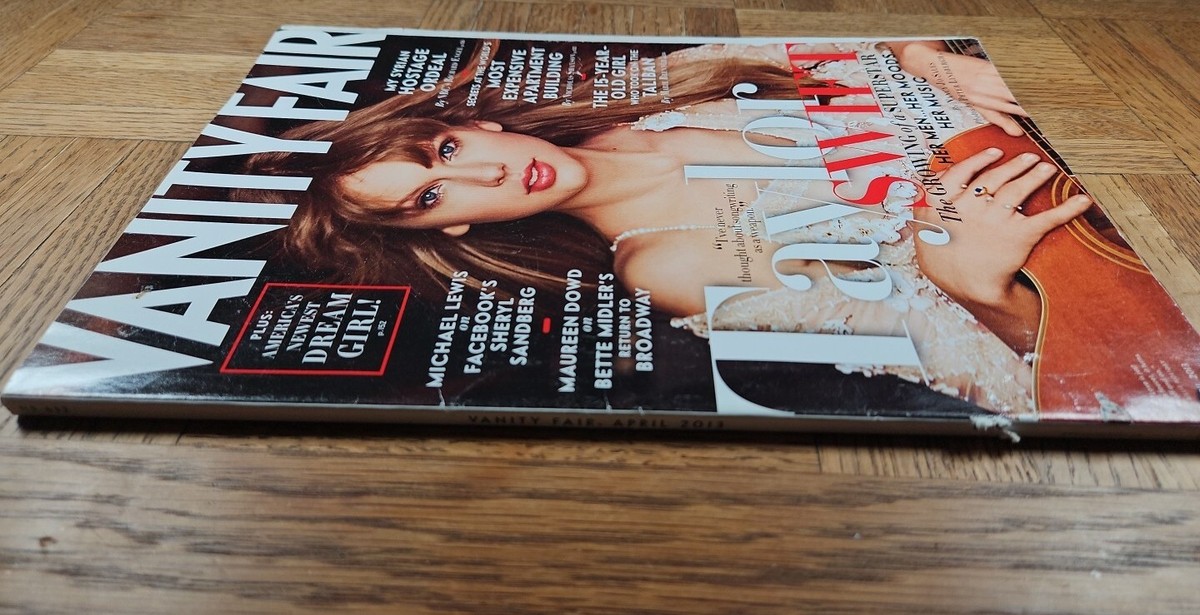 VANITY FAIR
MY SYRIAN
HOSTAGE
ORDEAL
SECRETS OF THE WORLD'S
MOST
EXPENSIVE
APARTMENT
BUILDING
THE 15-YEAR-
OLD GIRL
WHO TOOK ON THE
TALIBAN
PLUS:
AMERICA'S
NEWEST
DREAM
GIRL!
P. 152
MICHAEL LEWIS
ON
FACEBOOK'S
SHERYL
SANDBERG
MAUREEN DOWD
ON
BETTE MIDLER'S
RETURN TO
BROADWAY
"I've never
thought about songwriting
as a weapon."
Taylor
SWIFT
The GROWING of a SUPERSTAR
HER MEN, HER MOODS,
HER MUSIC
VANITY FAIR, APRIL 2013